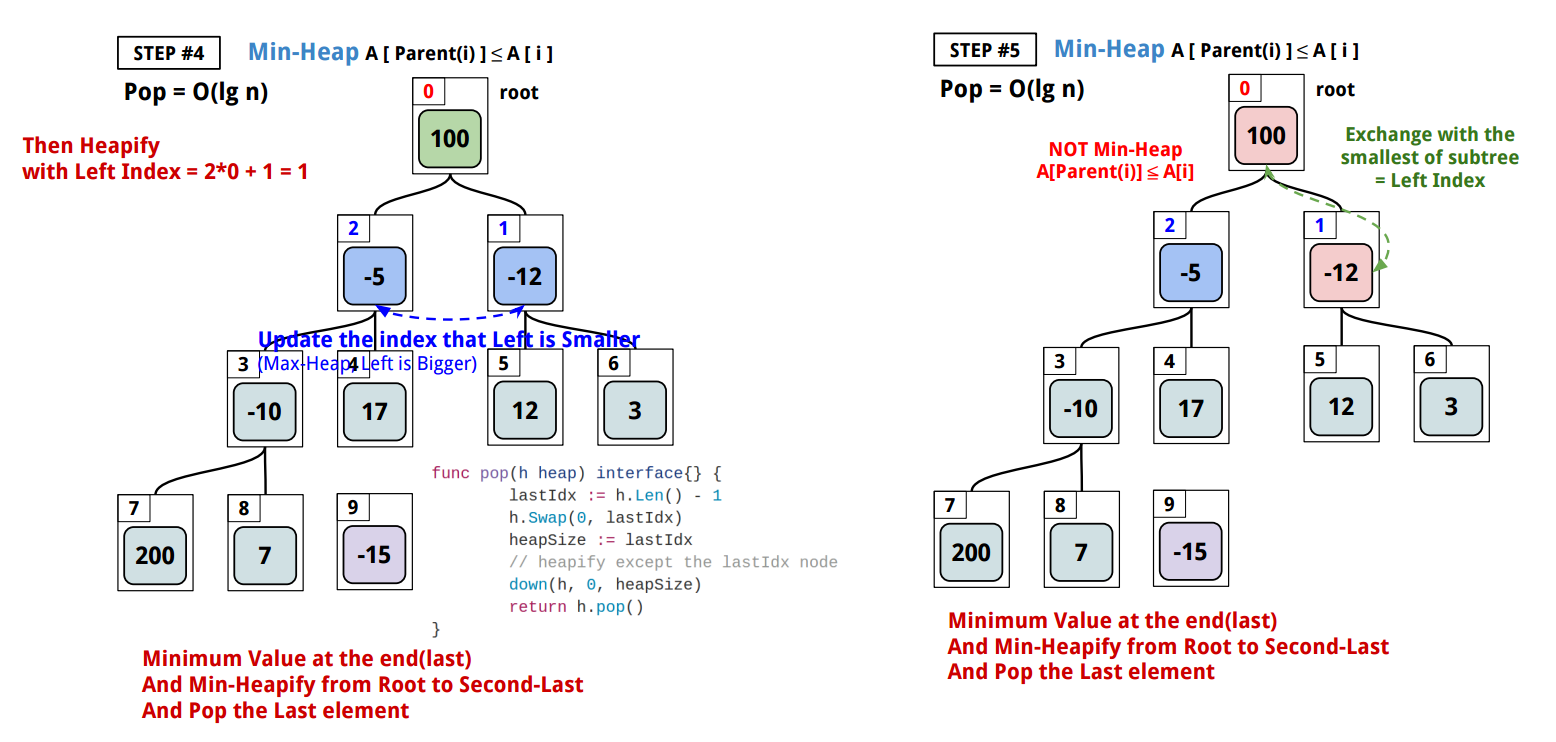 STEP #4
Min-Heap A [ Parent(i) ] ≤ A [ i ]
Pop = O(lg n)
0
root
100
Then Heapify
with Left Index = 2*0 + 1 = 1
2
1
-5
-12
Update the index that Left is Smaller
(Max-Heap, Left is Bigger)
3
4
5
6
-10
17
12
3
func pop(h heap) interface{} {
lastIdx := h.Len() - 1
h.Swap(0, lastIdx)
heapSize := lastIdx
// heapify except the lastIdx node
down(h, 0, heapSize)
return h.pop()
}
7
8
9
200
7
-15
Minimum Value at the end(last)
And Min-Heapify from Root to Second-Last
And Pop the Last element
STEP #5
Min-Heap A [ Parent(i) ] ≤ A [ i ]
Pop = O(lg n)
0
root
100
NOT Min-Heap
A[Parent(i)] ≤ A[i]
Exchange with the
smallest of subtree
= Left Index
2
1
-5
-12
3
4
5
6
-10
17
12
3
7
8
9
200
7
-15
Minimum Value at the end(last)
And Min-Heapify from Root to Second-Last
And Pop the Last element